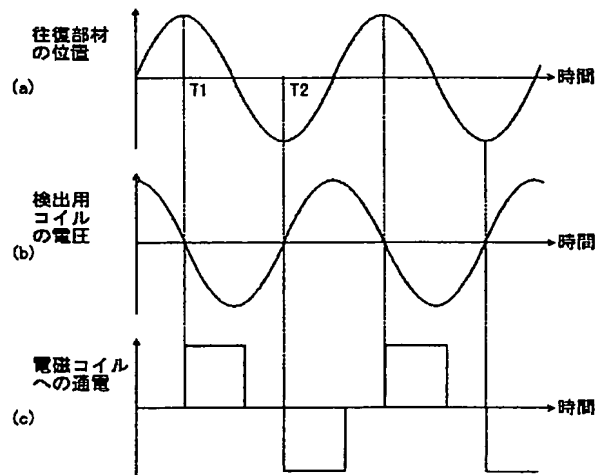 往復部材
の位置
(a)
T1
T2
時間
検出用
コイル
の電圧
(b)
時間
電磁コイル
への通電
(c)
時間